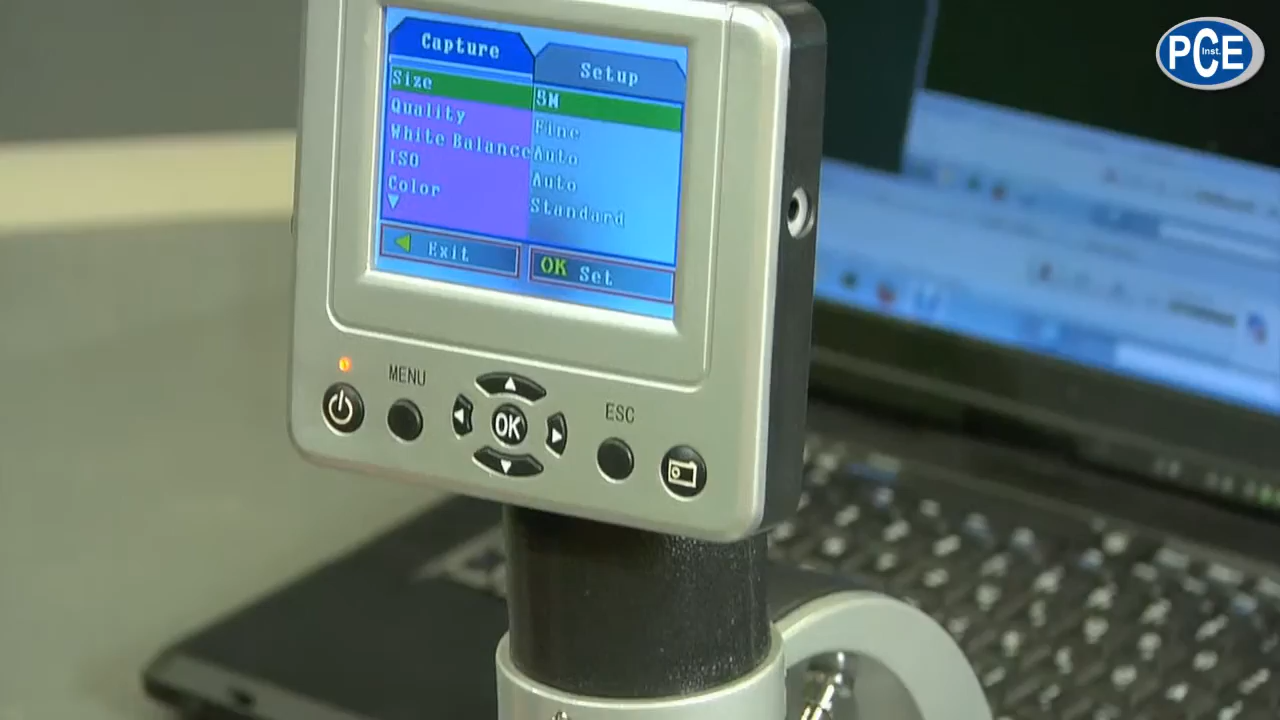 PCE
Inst.
Capture
Setup
Size 5M
Quality Fine
White Balance Auto
ISO Auto
Color Standard
Exit
OK Set
MENU
OK
ESC